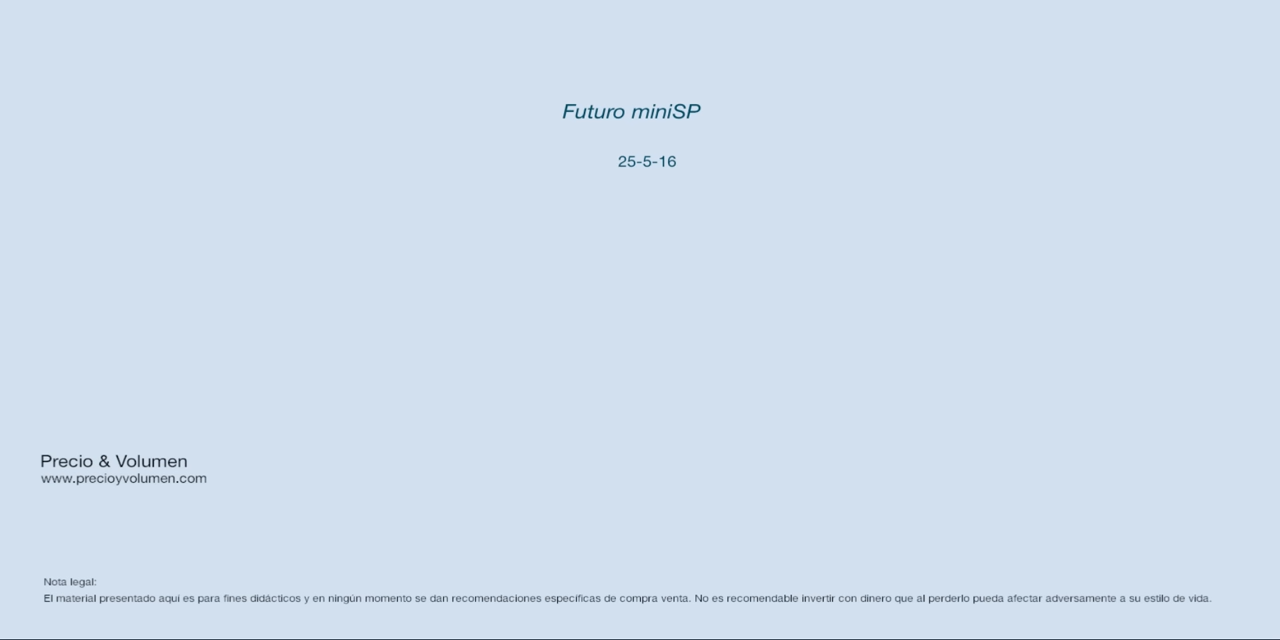 Futuro miniSP
25-5-16
Precio & Volumen
www.precioyvolumen.com
Nota legal:
El material presentado aquí es para fines didácticos y en ningún momento se dan recomendaciones específicas de compra venta. No es recomendable invertir con dinero que al perderlo pueda afectar adversamente a su estilo de vida.